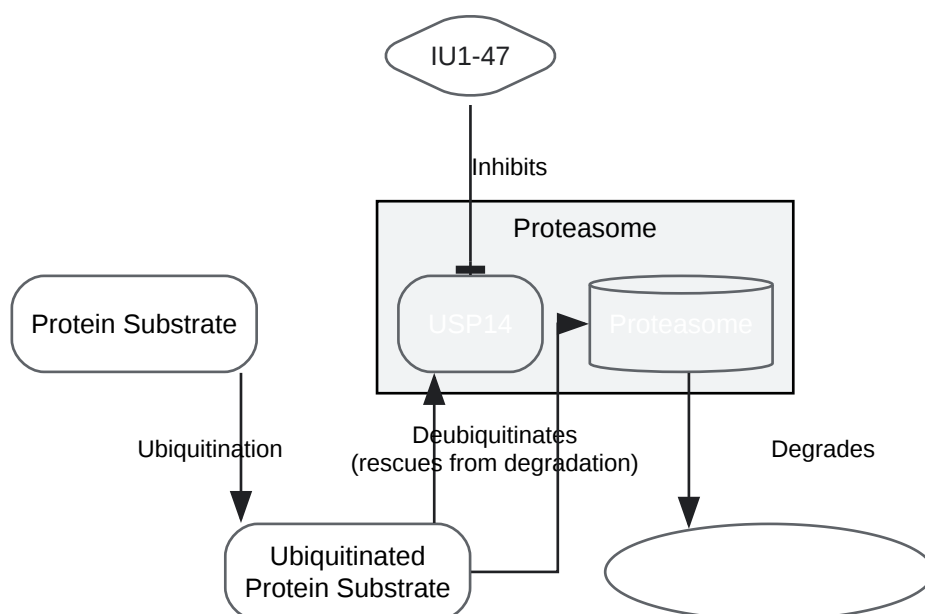 IU1-47
Inhibits
Proteasome
Protein Substrate
USP14
Proteasome
Ubiquitination
Deubiquitinates
(rescues from degradation)
Degrades
Ubiquitinated
Protein Substrate